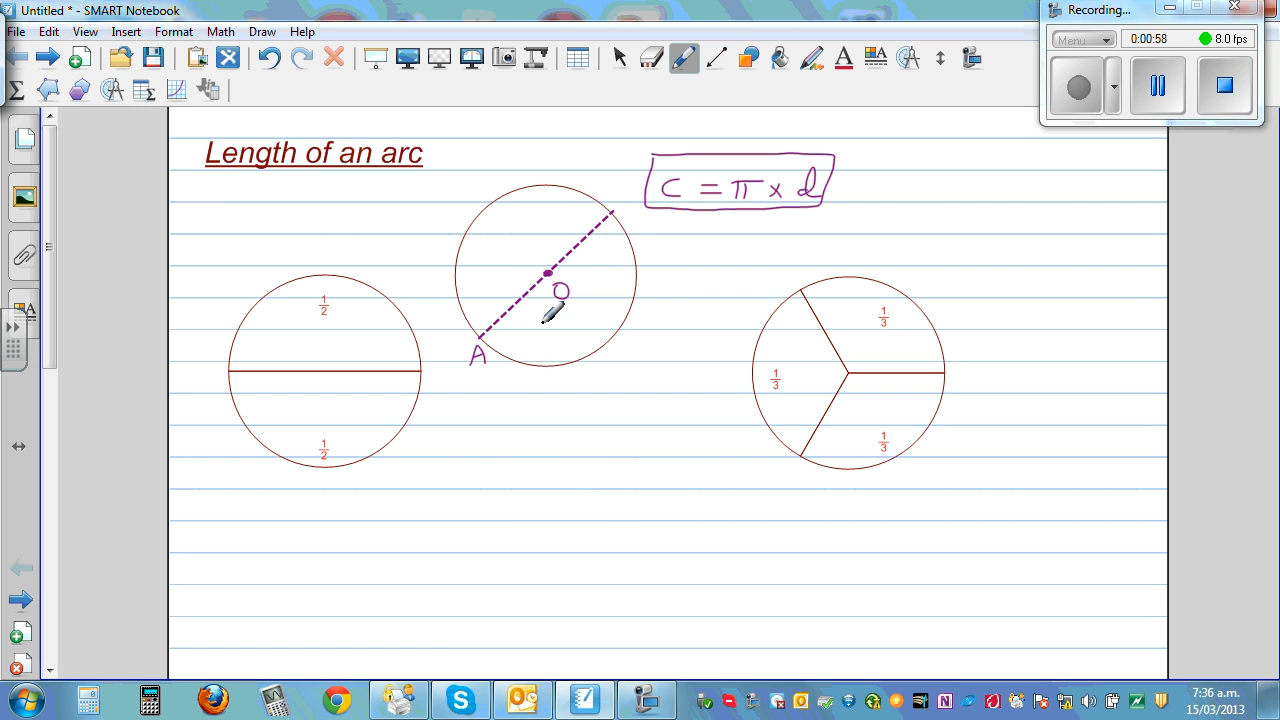 Untitled * - SMART Notebook
File Edit View Insert Format Math Draw Help
Recording...
Menu 0:00:58 8.0 fps
Length of an arc
C = π x d
O
A
1/2
1/2
1/3
1/3
1/3
7:36 a.m.
15/03/2013